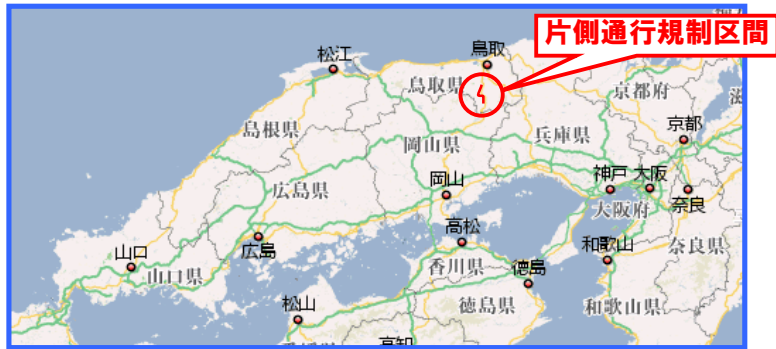 片側通行規制区間
鳥取
松江
鳥取県
京都府
島根県
京都
兵庫県
岡山県
広島県
岡山
神戸
大阪
大阪府
奈良
高松
和歌山
広島
奈良県
山口
山口県
香川県
徳島
松山
徳島県
和歌山県
高知